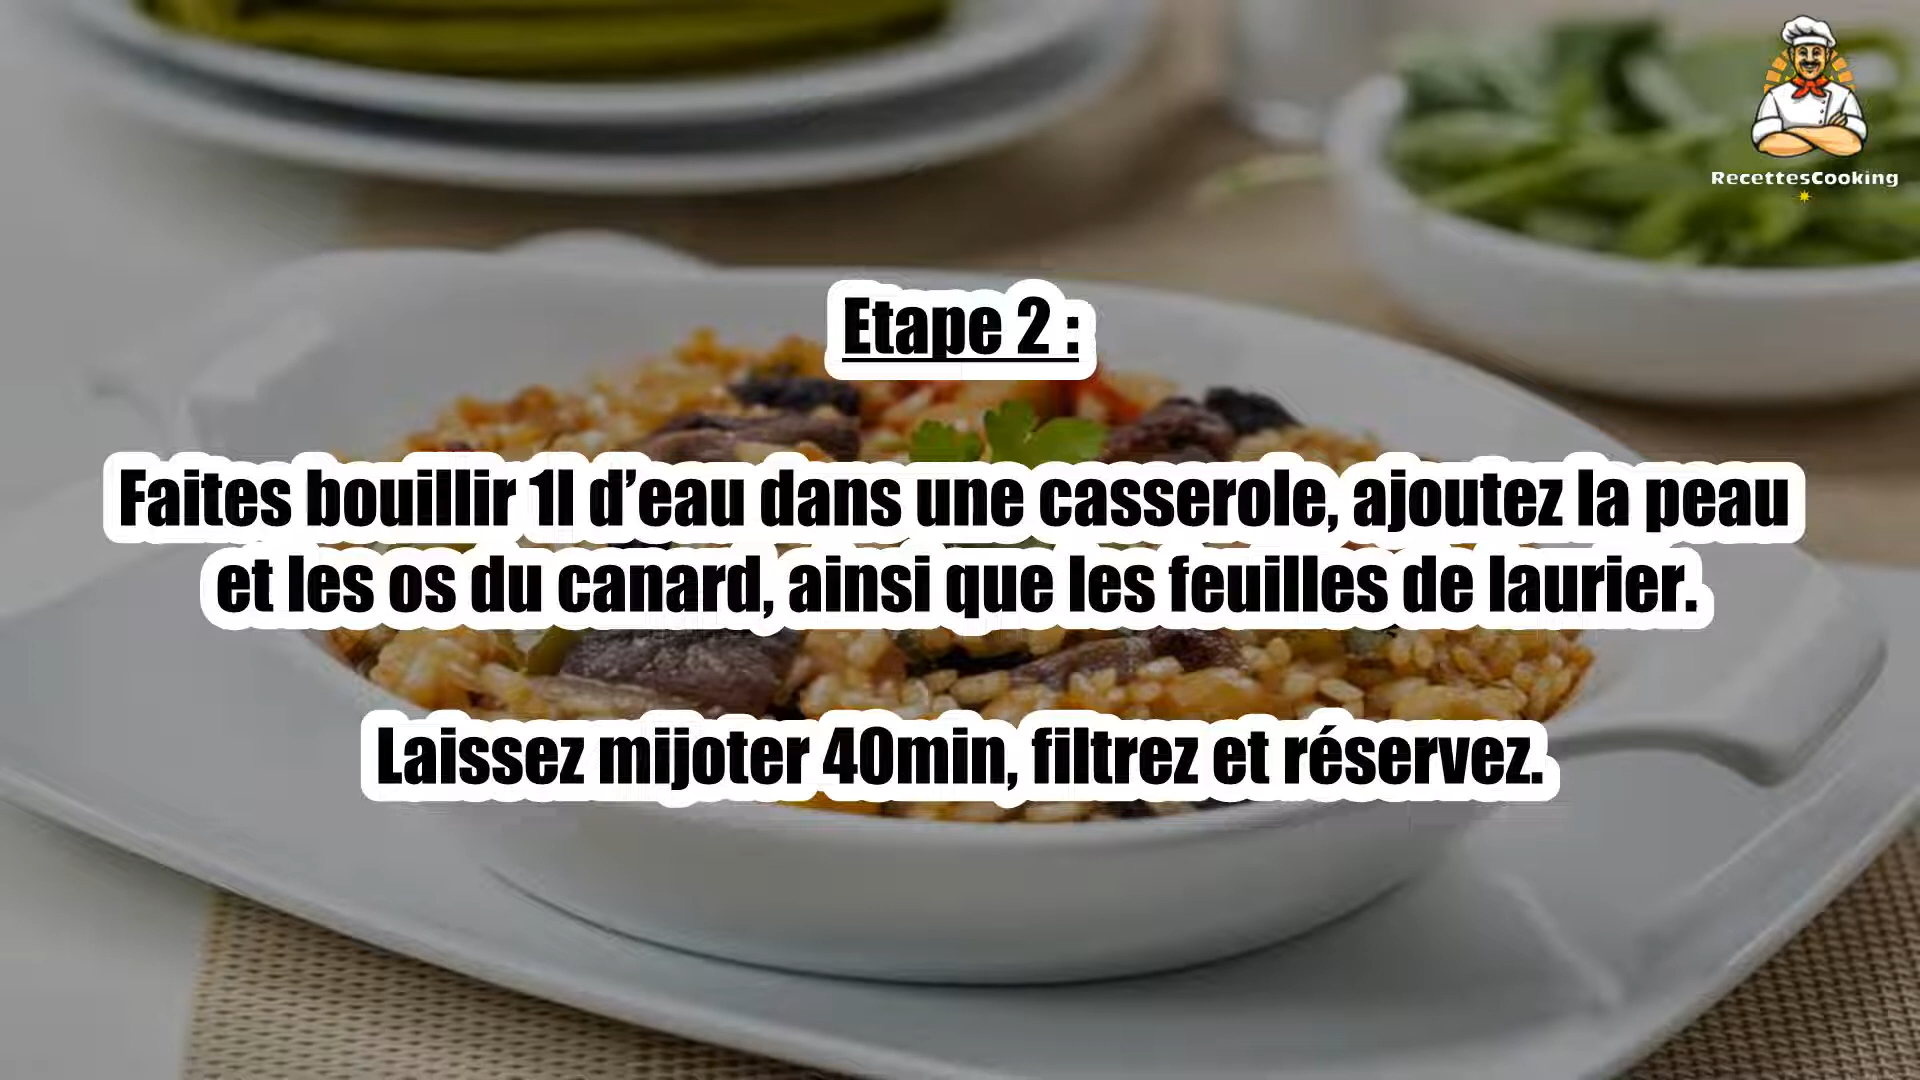 RecettesCooking
Etape 2 :
Faites bouillir 1l d’eau dans une casserole, ajoutez la peau
et les os du canard, ainsi que les feuilles de laurier.
Laissez mijoter 40min, filtrez et réservez.